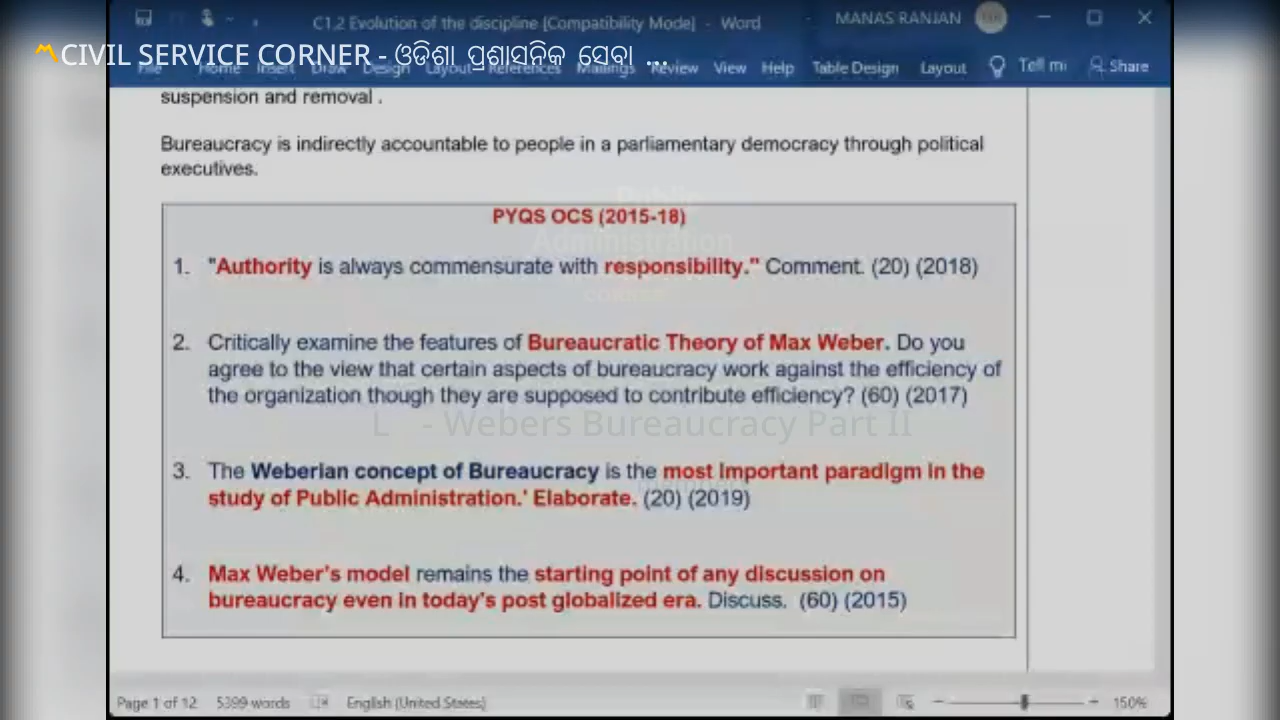 C1.2 Evolution of the discipline [Compatibility Mode] - Word MANAS RANJAN
CIVIL SERVICE CORNER - ଓଡିଶା ପ୍ରଶାସନିକ ସେବା ...
File Home Insert Draw Design Layout References Mailings Review View Help Table Design Layout Tell mi Share
suspension and removal .
Bureaucracy is indirectly accountable to people in a parliamentary democracy through political
executives.
PYQS OCS (2015-18)
1. "Authority is always commensurate with responsibility." Comment. (20) (2018)
2. Critically examine the features of Bureaucratic Theory of Max Weber. Do you
agree to the view that certain aspects of bureaucracy work against the efficiency of
the organization though they are supposed to contribute efficiency? (60) (2017)
L - Webers Bureaucracy Part II
3. The Weberian concept of Bureaucracy is the most important paradigm in the
study of Public Administration.' Elaborate. (20) (2019)
4. Max Weber's model remains the starting point of any discussion on
bureaucracy even in today's post globalized era. Discuss. (60) (2015)
Page 1 of 12 5399 words English (United States) 150%